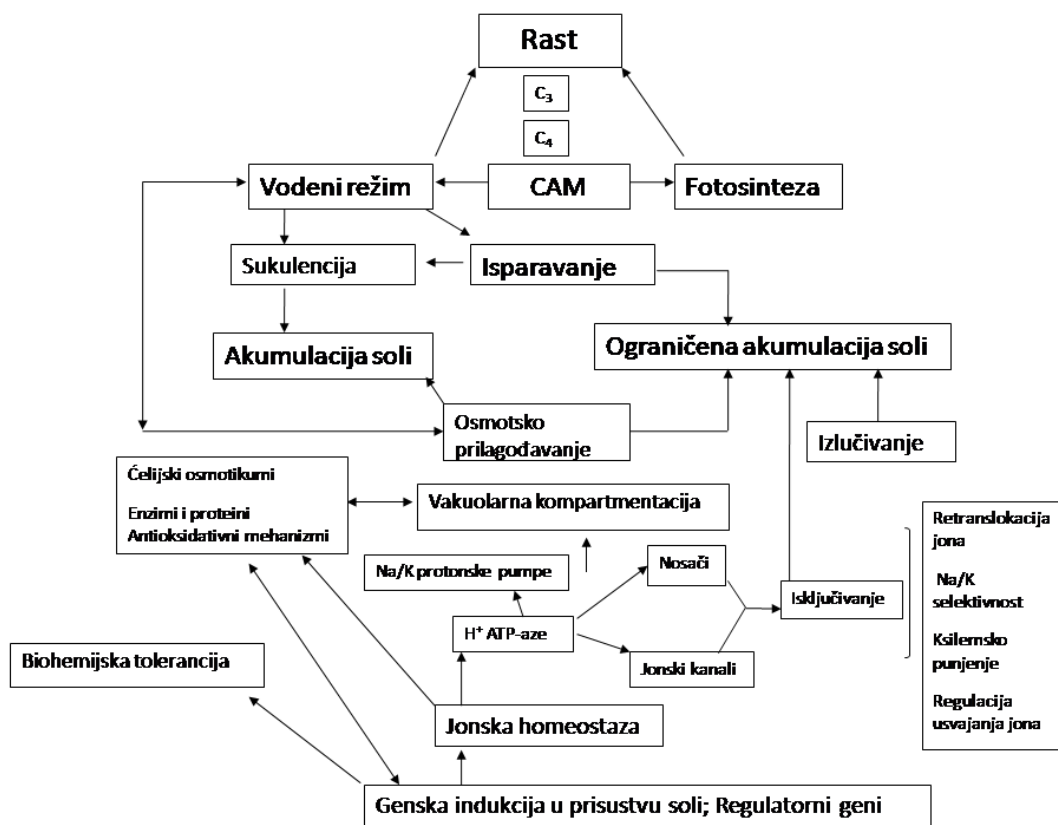 Rast
C₃
C₄
Vodeni režim
CAM
Fotosinteza
Sukulencija
Isparavanje
Akumulacija soli
Ograničena akumulacija soli
Osmotsko
prilagođavanje
Izlučivanje
Ćelijski osmotikumi
Enzimi i proteini
Antioksidativni mehanizmi
Vakuolarna kompartmentacija
Retranslokacija
jona
Na/K
selektivnost
Ksilemsko
punjenje
Regulacija
usvajanja jona
Na/K protonske pumpe
Nosači
Isključivanje
H⁺ ATP-aze
Jonski kanali
Biohemijska tolerancija
Jonska homeostaza
Genska indukcija u prisustvu soli; Regulatorni geni